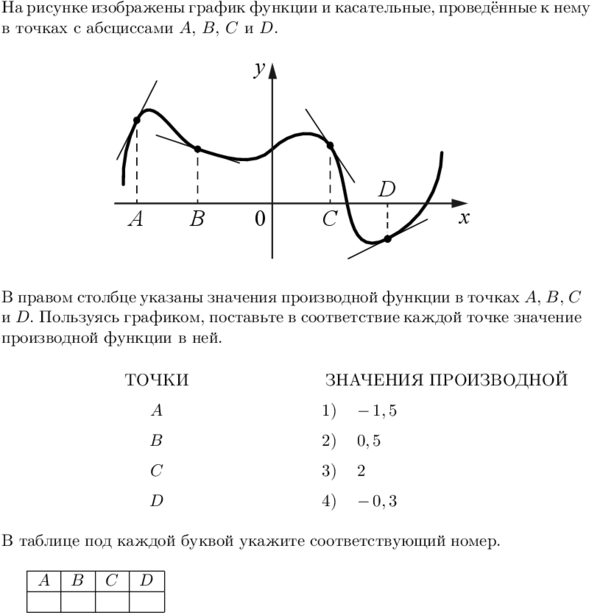 На рисунке изображены график функции и касательные, проведённые к нему
в точках с абсциссами A, B, C и D.
y
D
A B 0 C x
В правом столбце указаны значения производной функции в точках A, B, C
и D. Пользуясь графиком, поставьте в соответствие каждой точке значение
производной функции в ней.
ТОЧКИ ЗНАЧЕНИЯ ПРОИЗВОДНОЙ
A 1) −1,5
B 2) 0,5
C 3) 2
D 4) −0,3
В таблице под каждой буквой укажите соответствующий номер.
A B C D